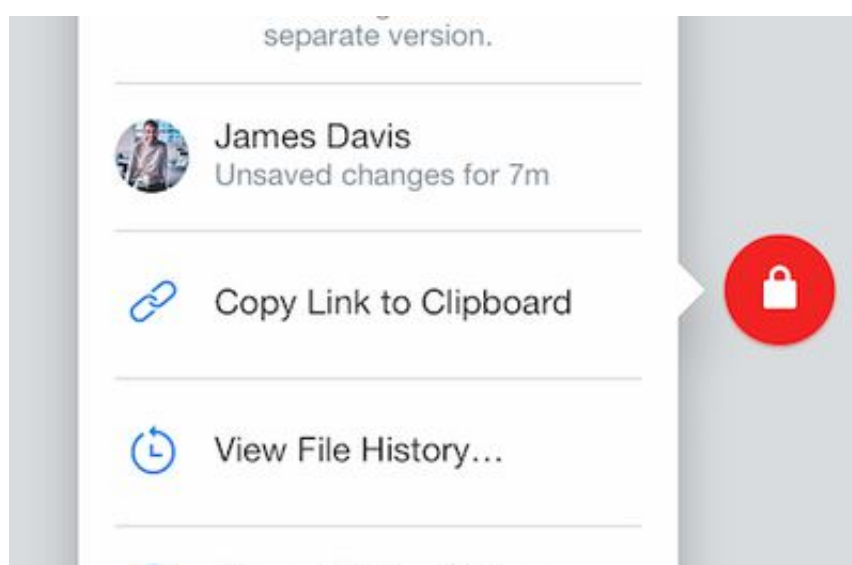 separate version.
James Davis
Unsaved changes for 7m
Copy Link to Clipboard
View File History…